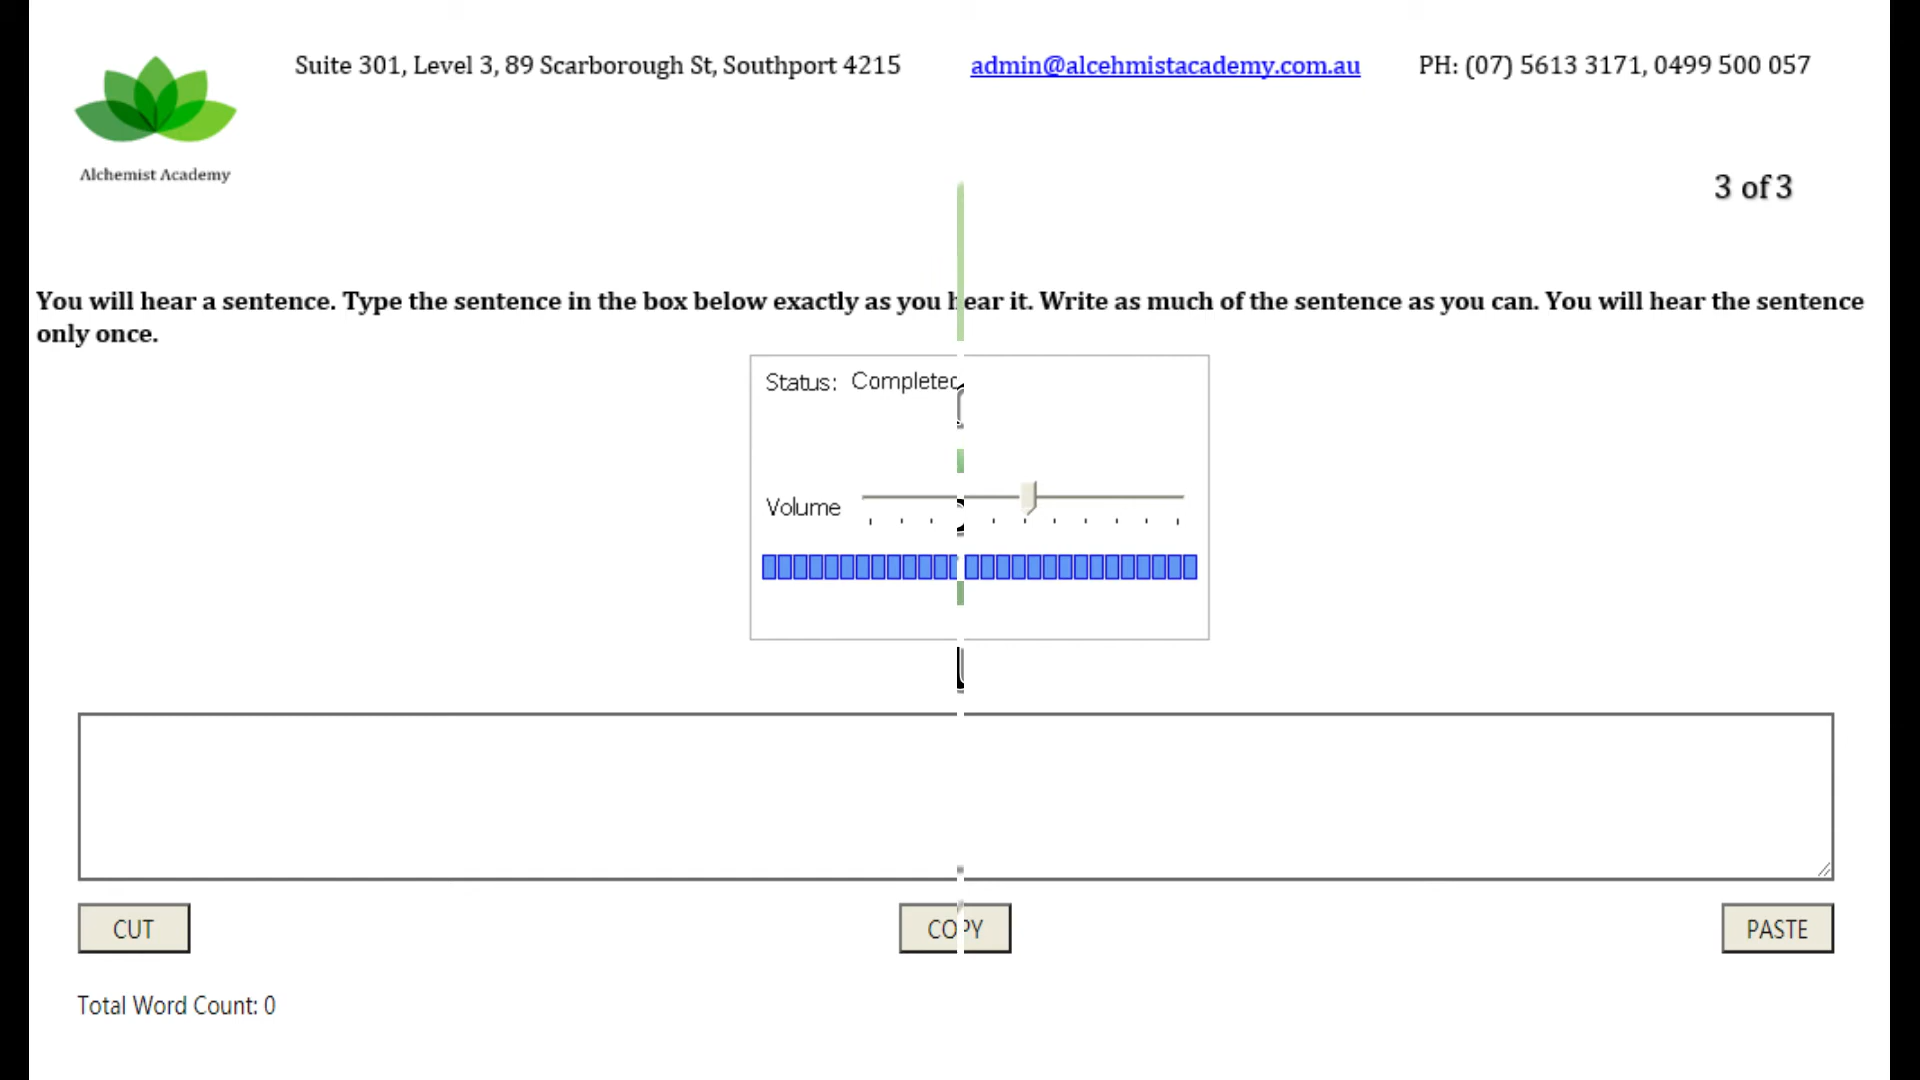 Suite 301, Level 3, 89 Scarborough St, Southport 4215 admin@alcehmistacademy.com.au PH: (07) 5613 3171, 0499 500 057
Alchemist Academy
3 of 3
You will hear a sentence. Type the sentence in the box below exactly as you hear it. Write as much of the sentence as you can. You will hear the sentence
only once.
Status: Completed
Volume
CUT COPY PASTE
Total Word Count: 0